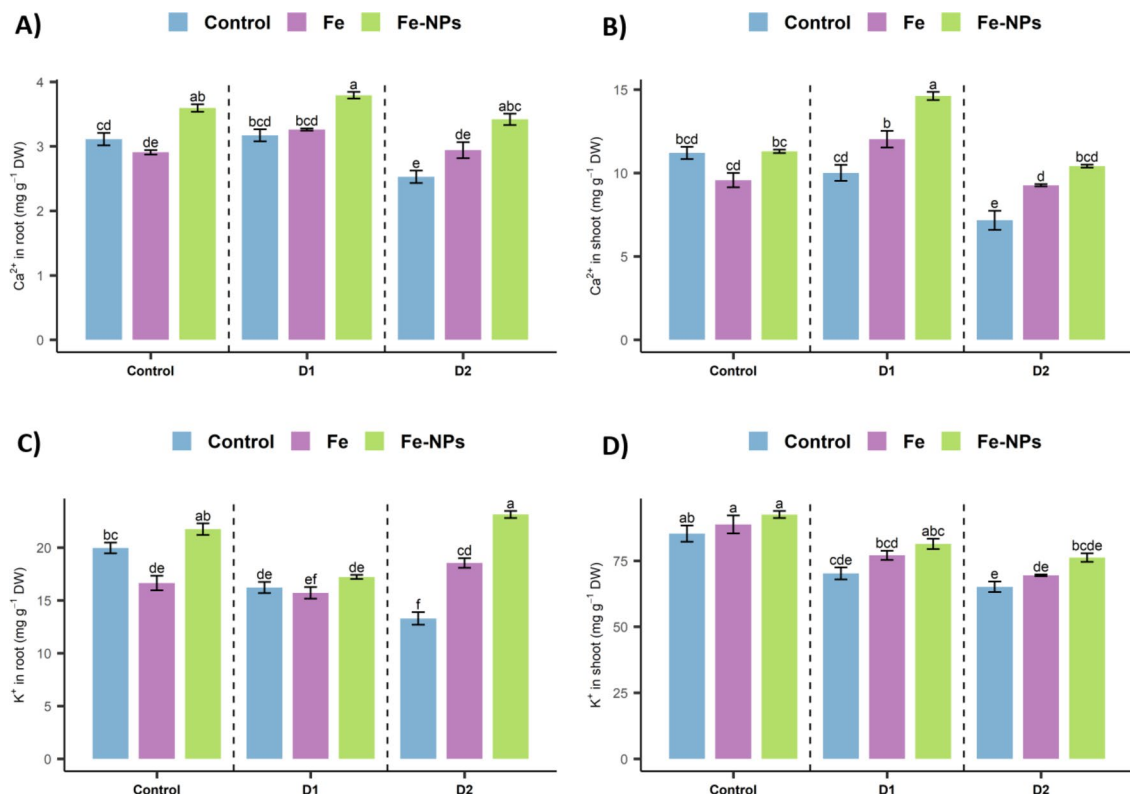 A)
Control Fe Fe-NPs
Ca²⁺ in root (mg g⁻¹ DW)
4
3
2
1
0
cd
de
ab
bcd
bcd
a
e
de
abc
Control
D1
D2
B)
Control Fe Fe-NPs
Ca²⁺ in shoot (mg g⁻¹ DW)
15
10
5
0
bcd
cd
bc
cd
b
a
e
d
bcd
Control
D1
D2
C)
Control Fe Fe-NPs
K⁺ in root (mg g⁻¹ DW)
20
15
10
5
0
bc
de
ab
de
ef
de
f
cd
a
Control
D1
D2
D)
Control Fe Fe-NPs
K⁺ in shoot (mg g⁻¹ DW)
75
50
25
0
ab
a
a
cde
bcd
abc
e
de
bcde
Control
D1
D2